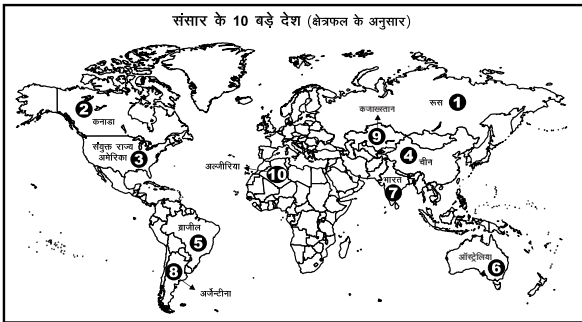 संसार के 10 बड़े देश (क्षेत्रफल के अनुसार)
रूस 1
2
कनाडा
कजाखस्तान
9
संयुक्त राज्य
अमेरिका 3
4 चीन
अल्जीरिया
10
भारत
7
ब्राजील
5
ऑस्ट्रेलिया
6
8
अर्जेन्टीना